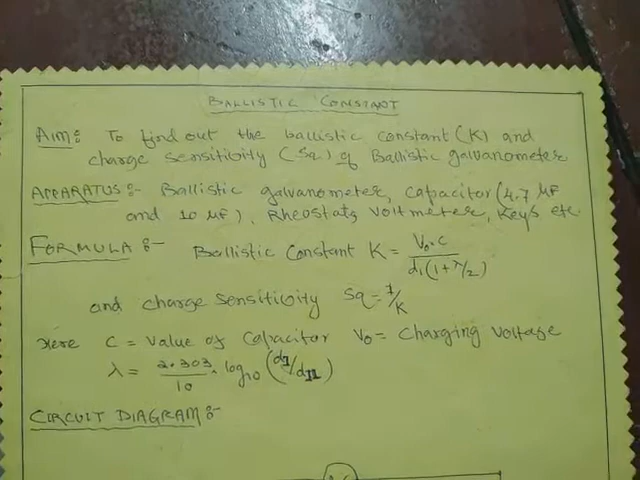 BALLISTIC CONSTANT
AIM: To find out the ballistic constant (K) and
charge sensitivity (Sq) of Ballistic galvanometer
APPARATUS:- Ballistic galvanometer, Capacitor (4.7 μF
and 10 μF), Rheostats Voltmeter, Keys etc.
FORMULA:- Ballistic Constant K = V₀.C / d₁(1+λ/2)
and charge sensitivity Sq = 1/K
Here C = Value of Capacitor V₀ = Charging Voltage
λ = 2.303/10 . log₁₀ (d₁/d₁₁)
CIRCUIT DIAGRAM:-